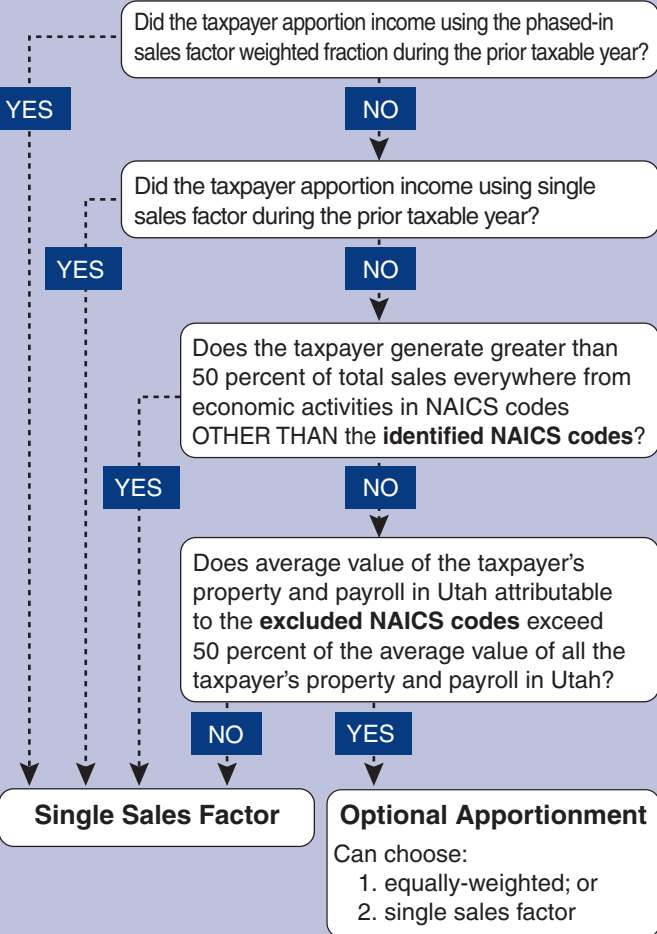 Did the taxpayer apportion income using the phased-in
sales factor weighted fraction during the prior taxable year?
YES
NO
Did the taxpayer apportion income using single
sales factor during the prior taxable year?
YES
NO
Does the taxpayer generate greater than
50 percent of total sales everywhere from
economic activities in NAICS codes
OTHER THAN the identified NAICS codes?
YES
NO
Does average value of the taxpayer's
property and payroll in Utah attributable
to the excluded NAICS codes exceed
50 percent of the average value of all the
taxpayer's property and payroll in Utah?
NO
YES
Single Sales Factor
Optional Apportionment
Can choose:
1. equally-weighted; or
2. single sales factor